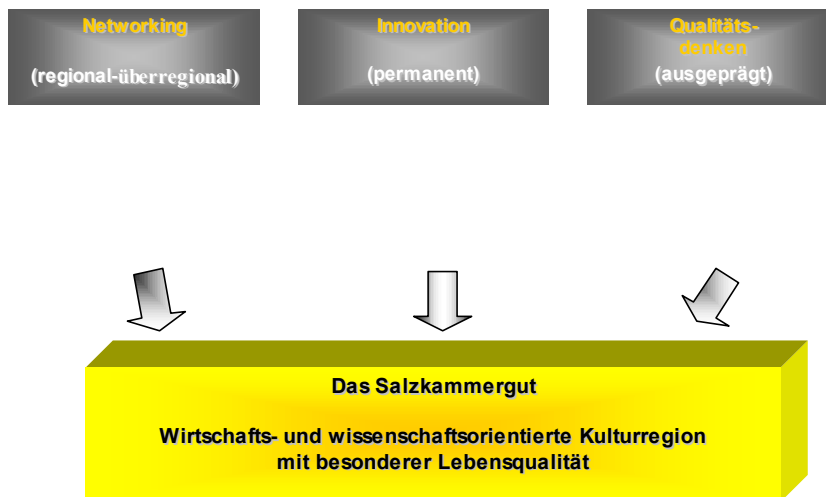 Networking
(regional-überregional)
Innovation
(permanent)
Qualitäts-
denken
(ausgeprägt)
Das Salzkammergut
Wirtschafts- und wissenschaftsorientierte Kulturregion
mit besonderer Lebensqualität